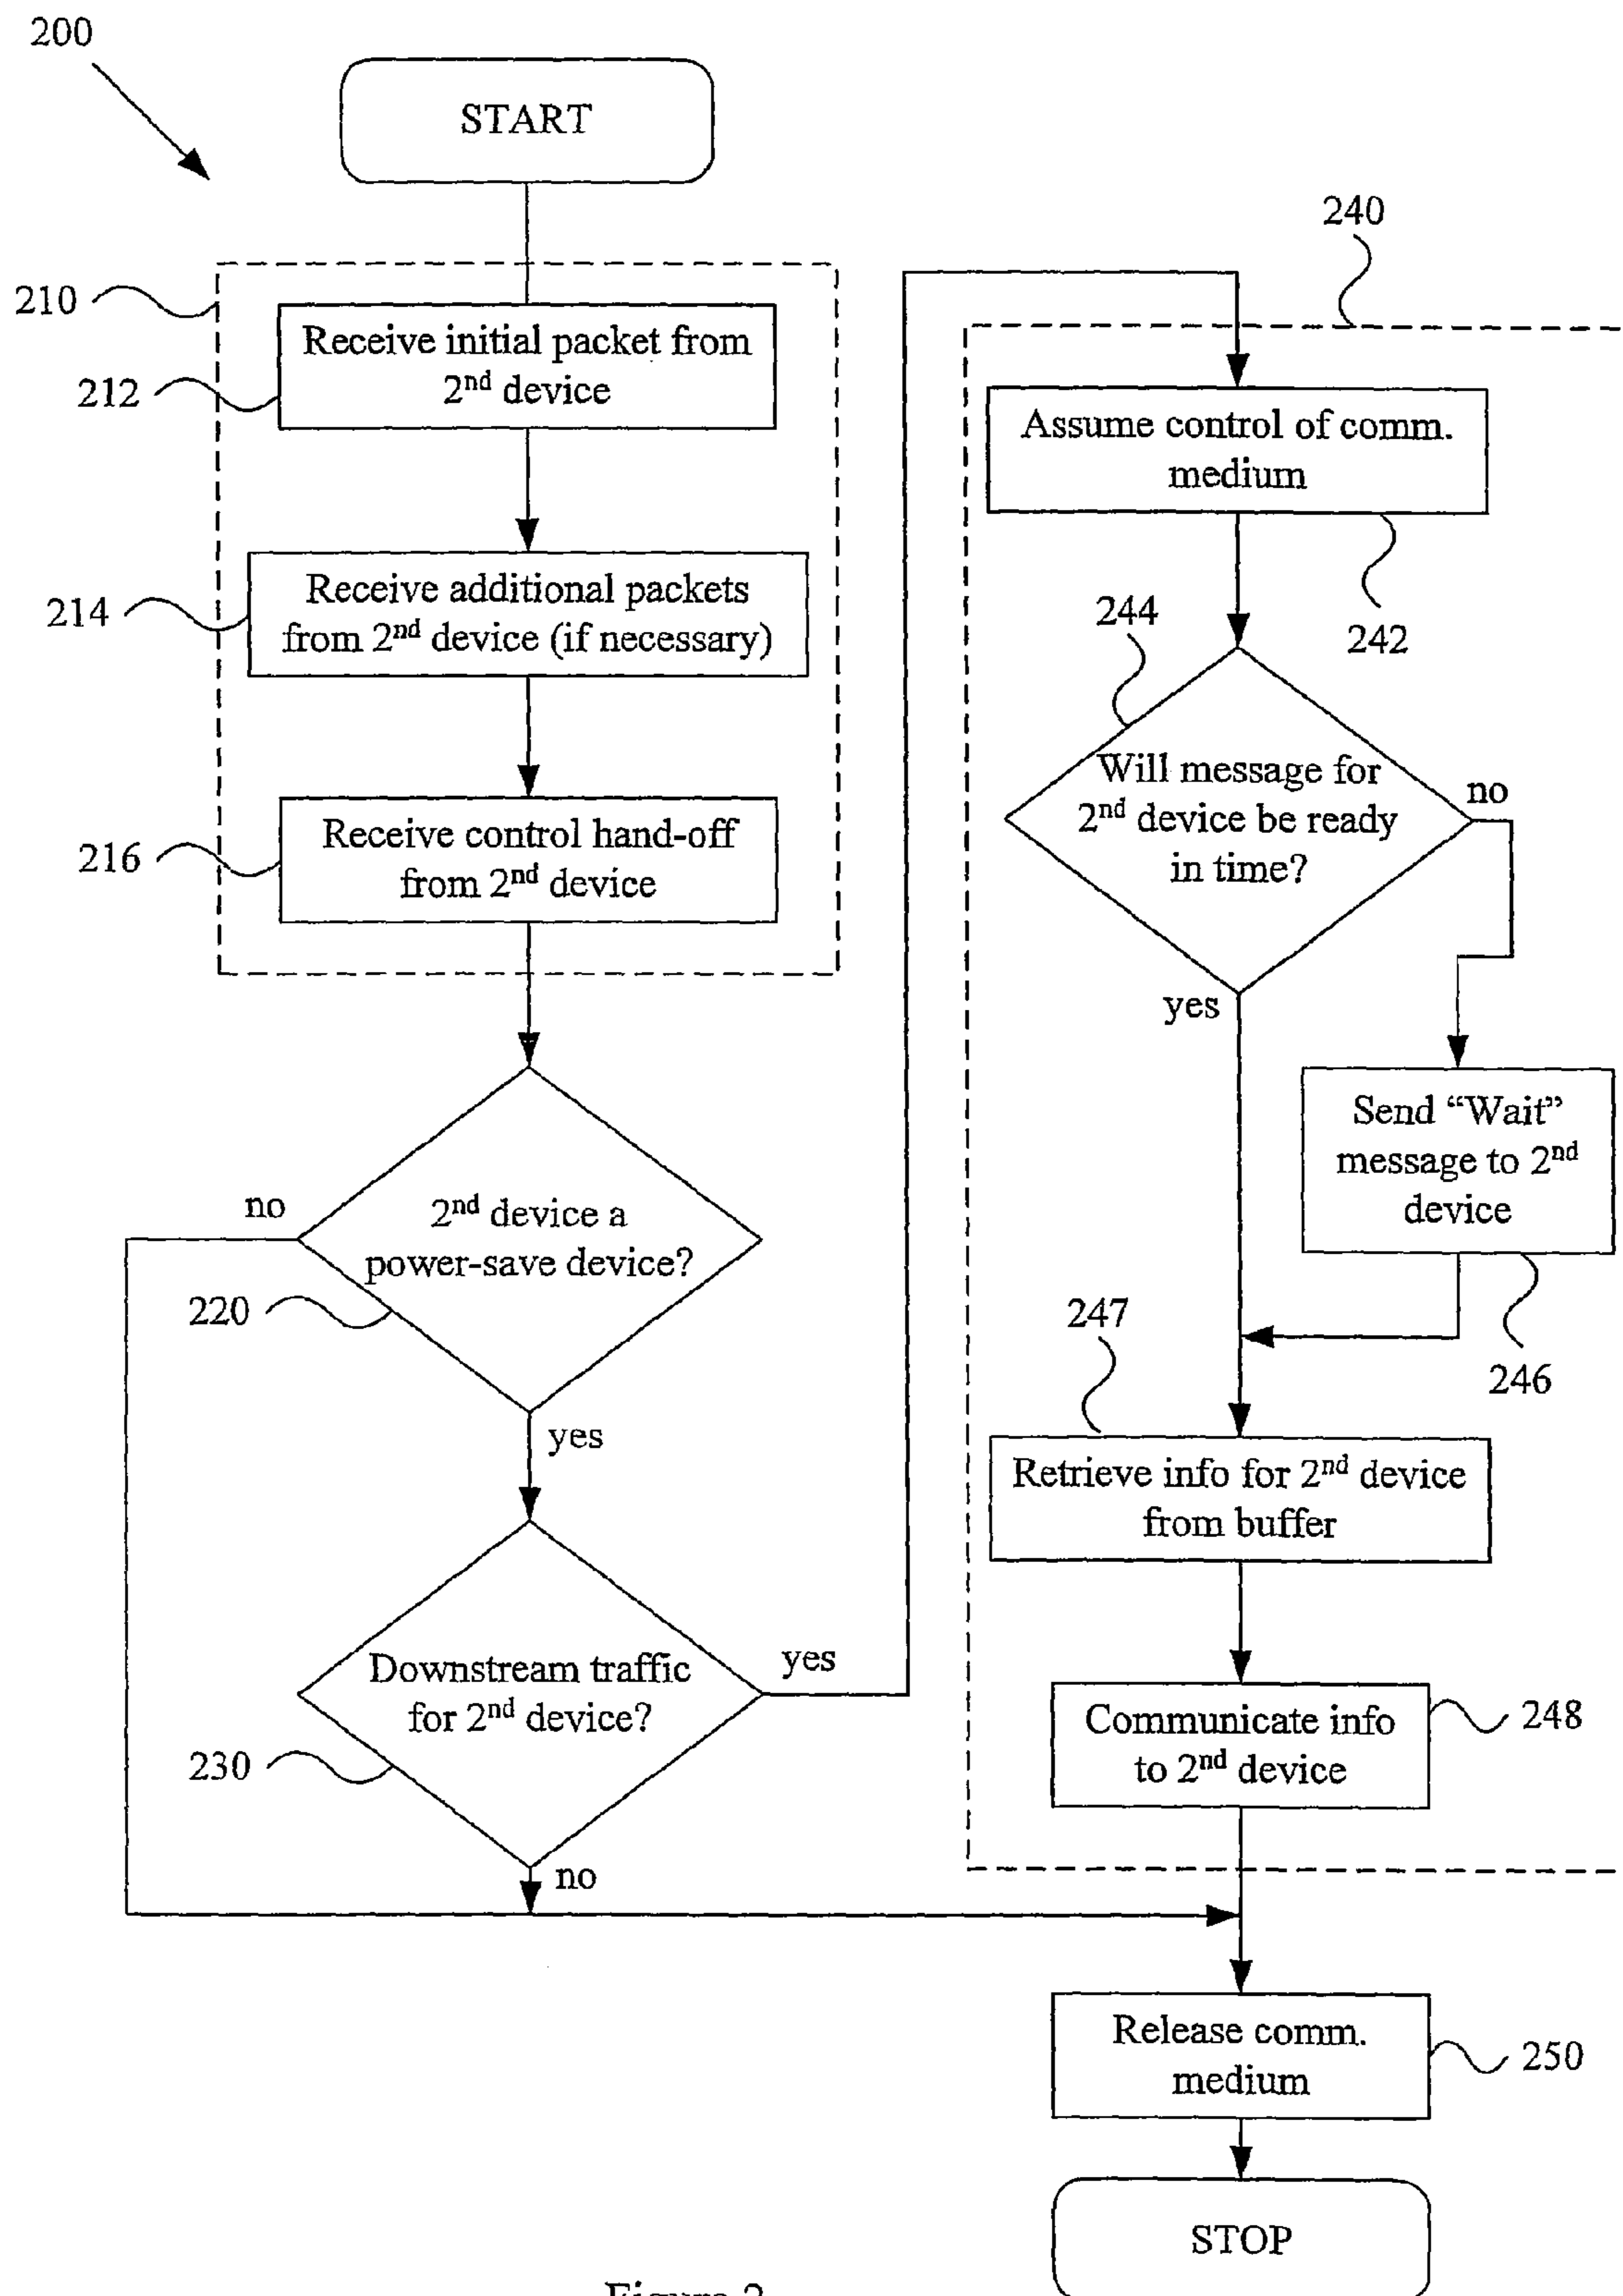 200
START
210
212
Receive initial packet from
2nd device
214
Receive additional packets
from 2nd device (if necessary)
216
Receive control hand-off
from 2nd device
no
2nd device a
power-save device?
220
yes
Downstream traffic
for 2nd device?
yes
230
no
240
Assume control of comm.
medium
242
244
Will message for
2nd device be ready
in time?
no
yes
Send “Wait”
message to 2nd
device
246
247
Retrieve info for 2nd device
from buffer
Communicate info
to 2nd device
248
Release comm.
medium
250
STOP
Figure 2